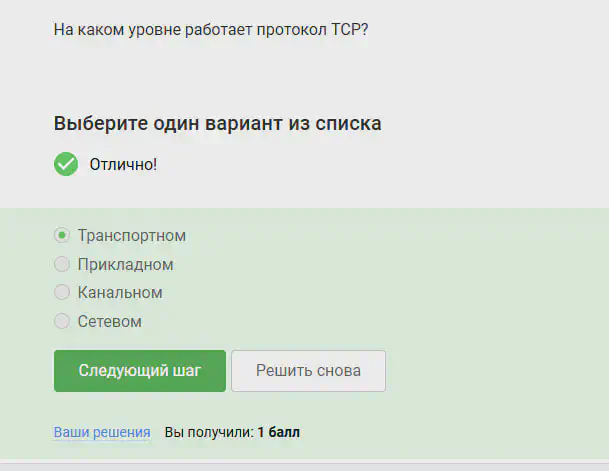 На каком уровне работает протокол TCP?
Выберите один вариант из списка
Отлично!
Транспортном
Прикладном
Канальном
Сетевом
Следующий шаг Решить снова
Ваши решения Вы получили: 1 балл